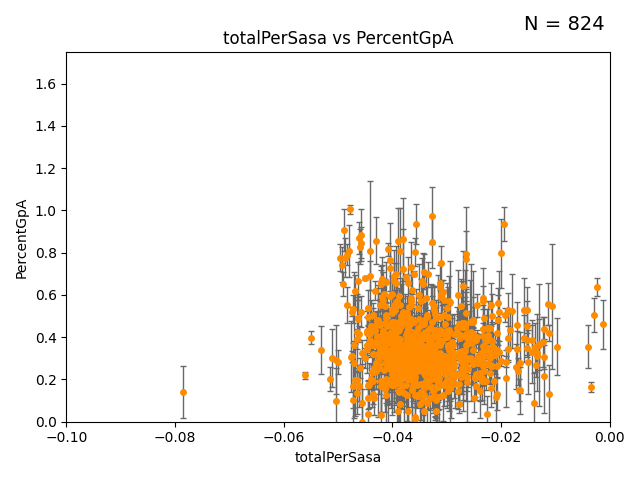 N = 824
totalPerSasa vs PercentGpA
PercentGpA
1.6
1.4
1.2
1.0
0.8
0.6
0.4
0.2
0.0
−0.10 −0.08 −0.06 −0.04 −0.02 0.00
totalPerSasa